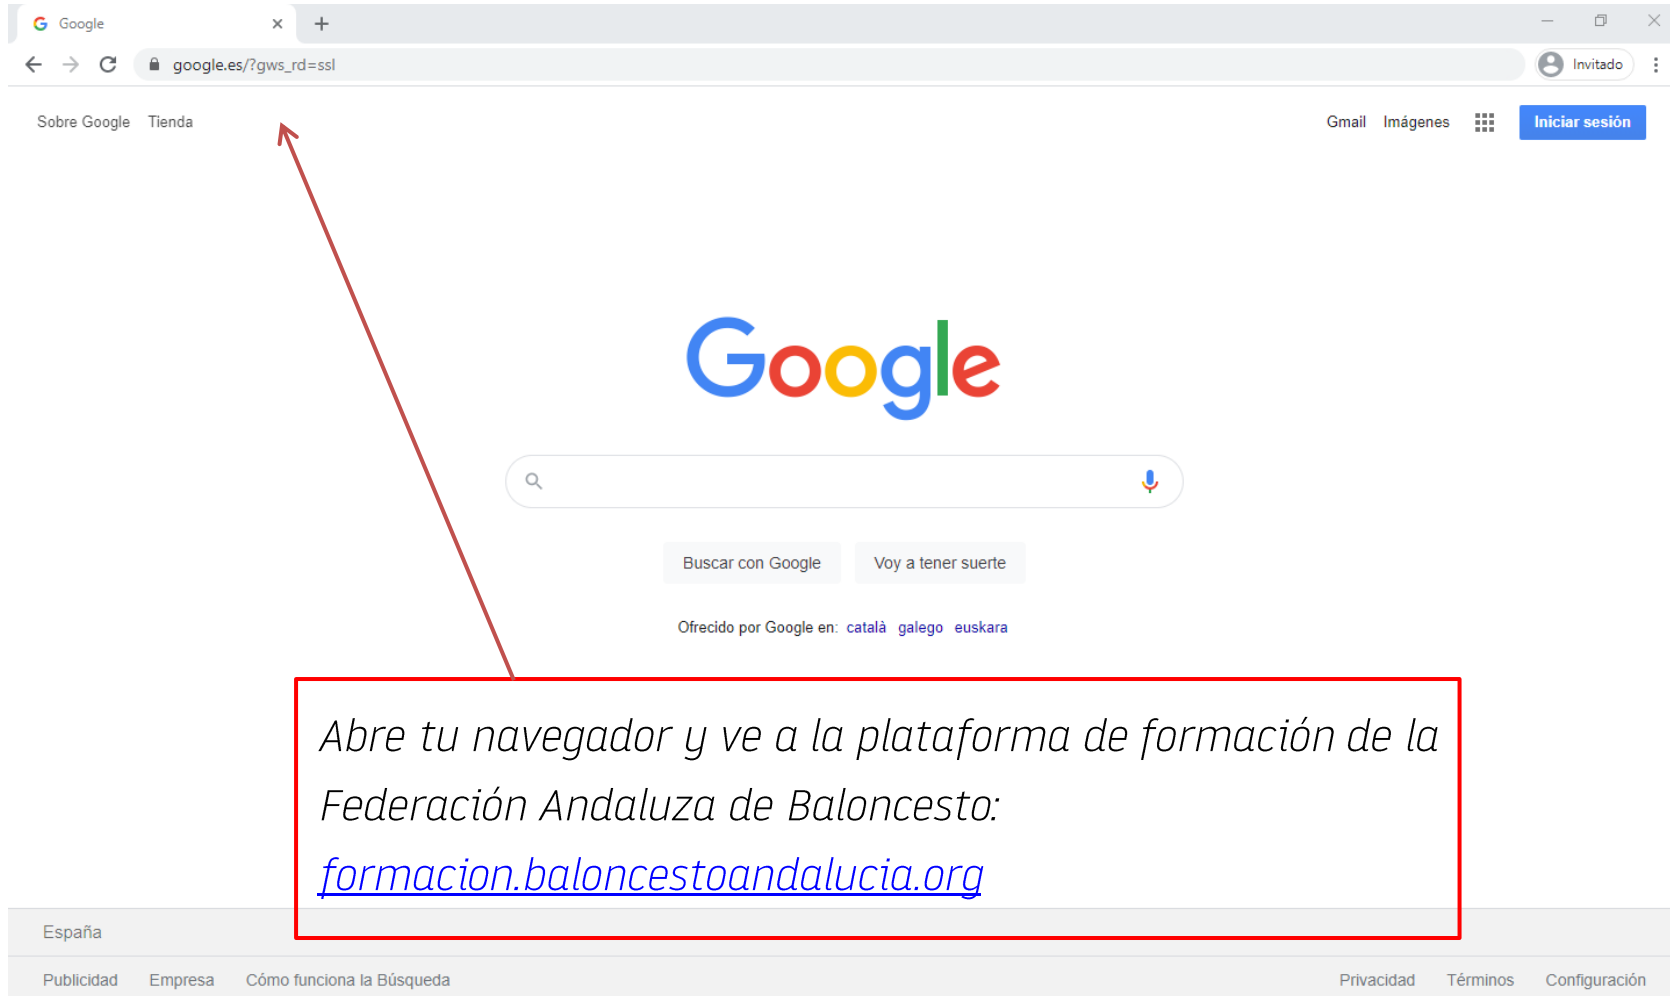 Google
google.es/?gws_rd=ssl
Invitado
Sobre Google Tienda
Gmail Imágenes
Iniciar sesión
Google
Buscar con Google
Voy a tener suerte
Ofrecido por Google en: català galego euskara
Abre tu navegador y ve a la plataforma de formación de la
Federación Andaluza de Baloncesto:
formacion.baloncestoandalucia.org
España
Publicidad Empresa Cómo funciona la Búsqueda
Privacidad Términos Configuración